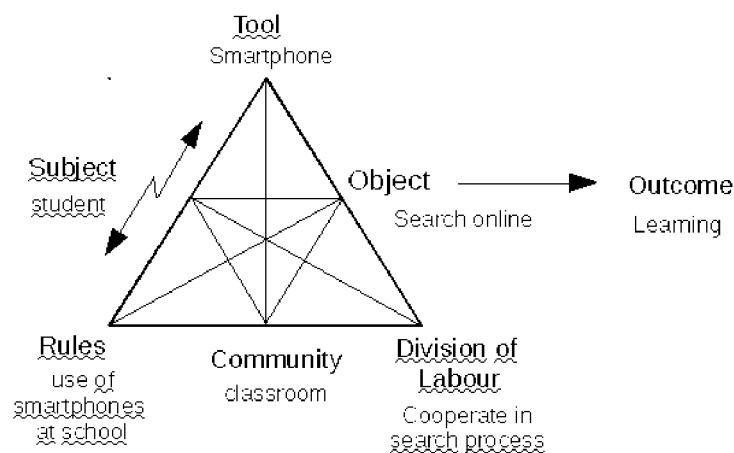 Tool
Smartphone
Subject
student
Object
Search online
Outcome
Learning
Rules
use of
smartphones
at school
Community
classroom
Division of
Labour
Cooperate in
search process